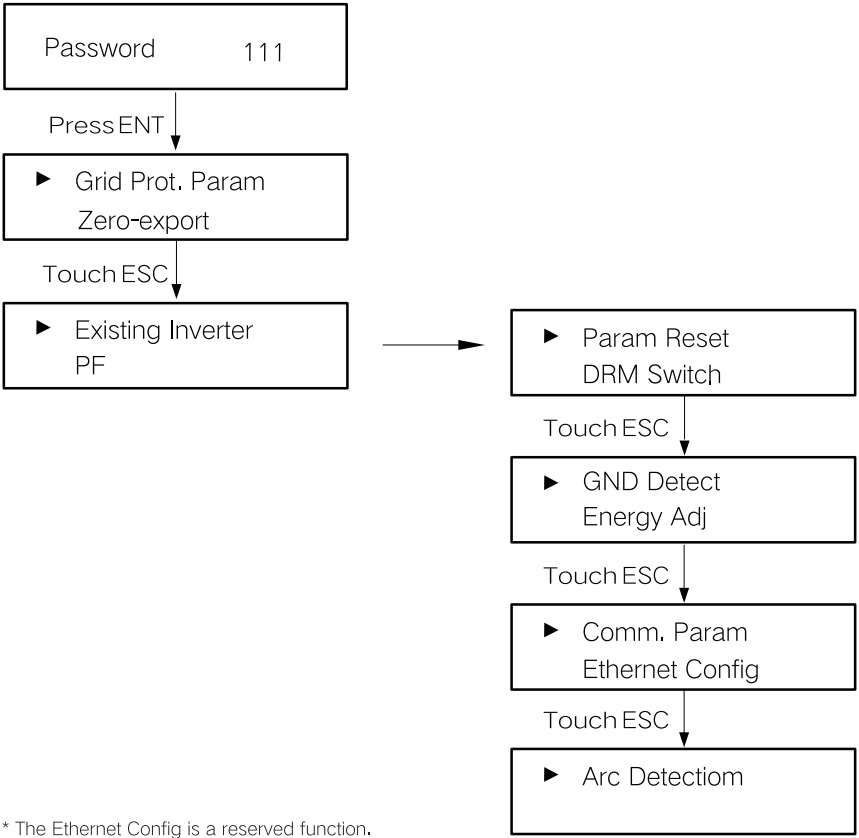 Password 111
Press ENT
► Grid Prot. Param
Zero-export
Touch ESC
► Existing Inverter
PF
► Param Reset
DRM Switch
Touch ESC
► GND Detect
Energy Adj
Touch ESC
► Comm. Param
Ethernet Config
Touch ESC
► Arc Detectiom
* The Ethernet Config is a reserved function.